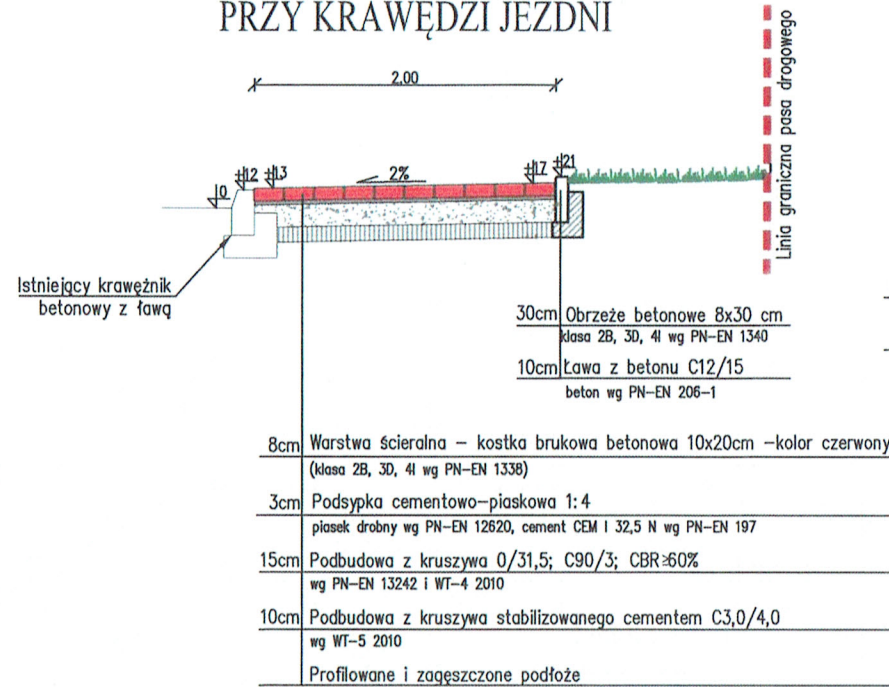 PRZY KRAWĘDZI JEZDNI
2,00
Linia graniczna pasa drogowego
0
+12
+13
2%
+17
+21
Istniejący krawężnik
betonowy z ławą
30cm Obrzeże betonowe 8x30 cm
klasa 2B, 3D, 4I wg PN-EN 1340
10cm Ława z betonu C12/15
beton wg PN-EN 206-1
8cm Warstwa ścieralna - kostka brukowa betonowa 10x20cm -kolor czerwony
(klasa 2B, 3D, 4I wg PN-EN 1338)
3cm Podsypka cementowo-piaskowa 1:4
piasek drobny wg PN-EN 12620, cement CEM I 32,5 N wg PN-EN 197
15cm Podbudowa z kruszywa 0/31,5; C90/3; CBR≥60%
wg PN-EN 13242 i WT-4 2010
10cm Podbudowa z kruszywa stabilizowanego cementem C3,0/4,0
wg WT-5 2010
Profilowane i zagęszczone podłoże